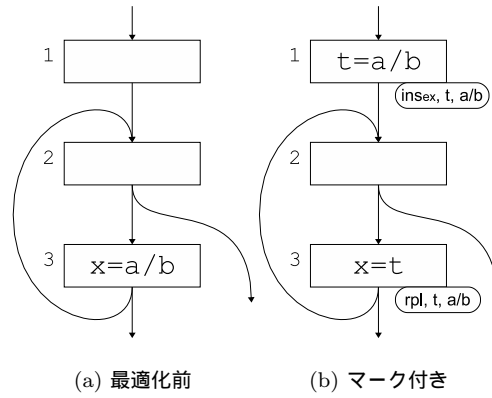 1
2
3
x=a/b
(a) 最適化前
1
t=a/b
insex, t, a/b
2
3
x=t
rpl, t, a/b
(b) マーク付き